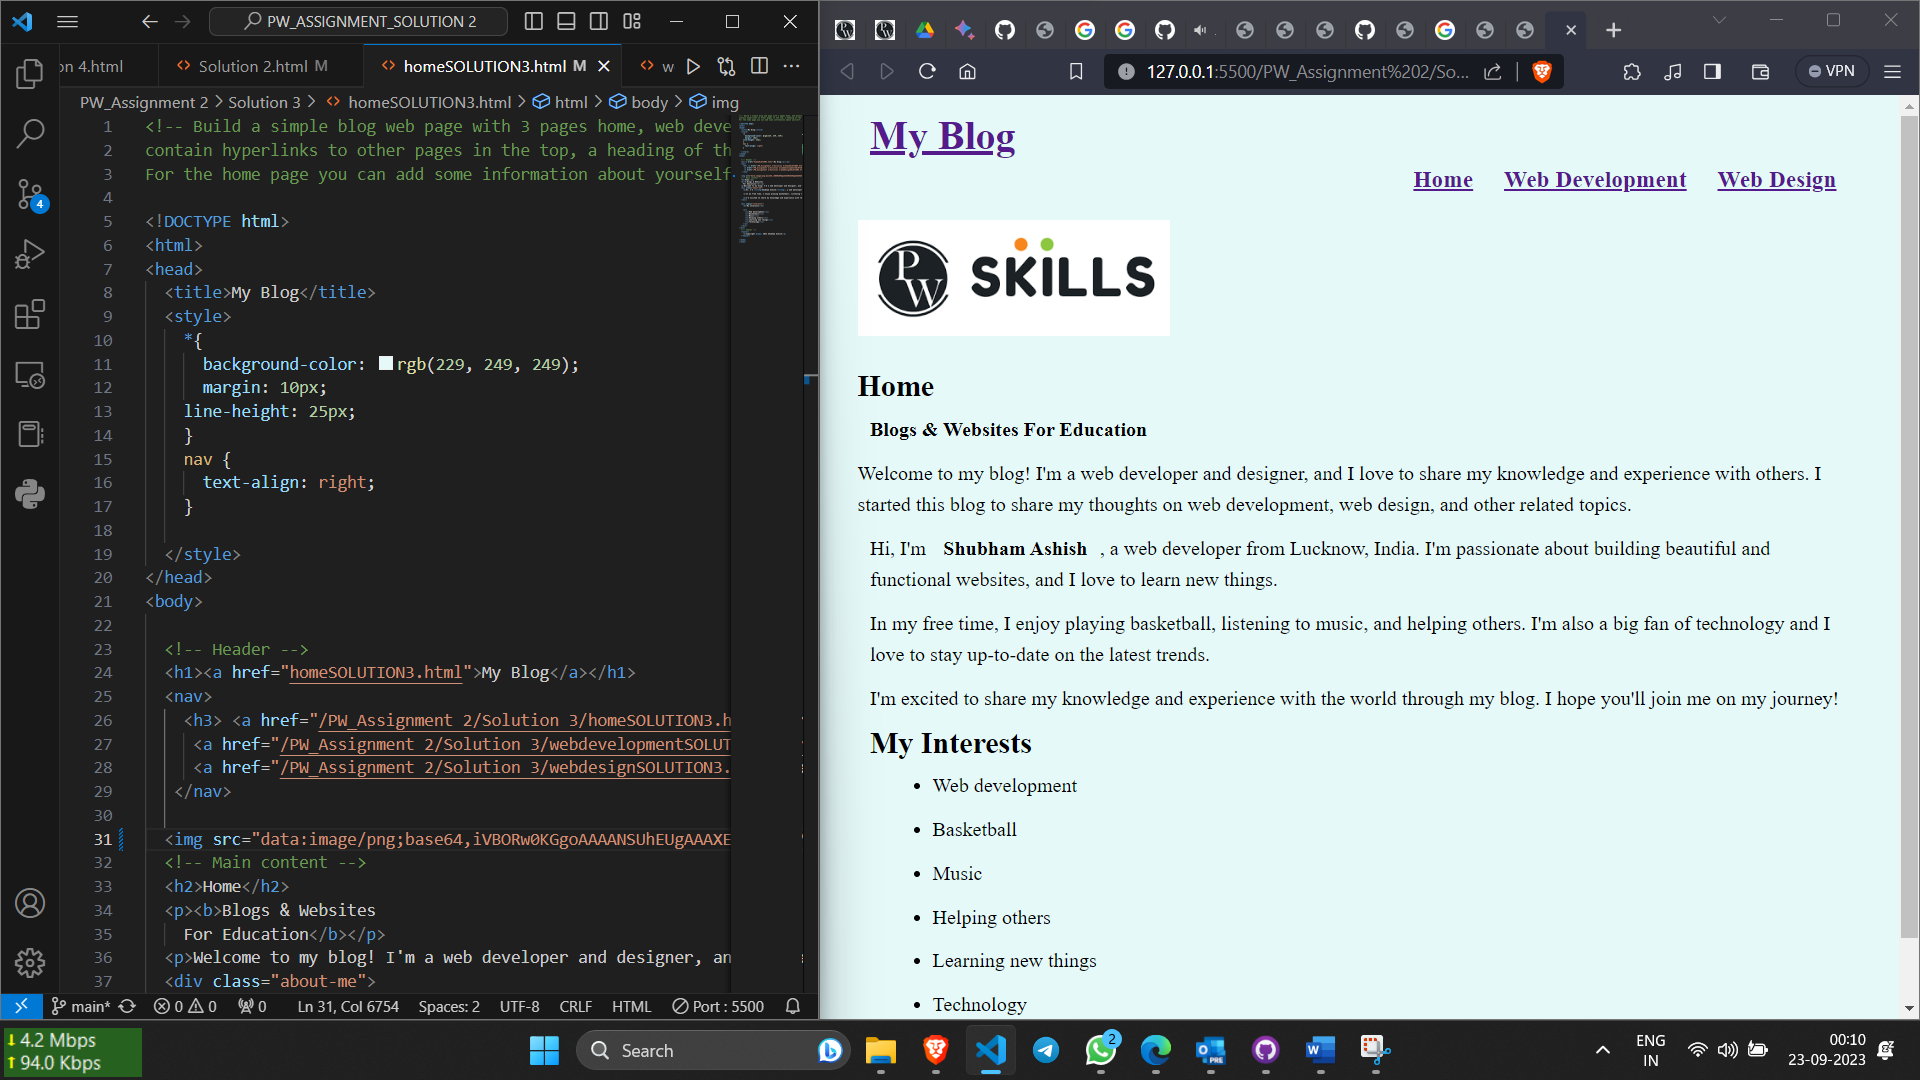 PW_ASSIGNMENT_SOLUTION 2
on 4.html
Solution 2.html M
homeSOLUTION3.html M
w
PW_Assignment 2 > Solution 3 > homeSOLUTION3.html > html > body > img
1 <!-- Build a simple blog web page with 3 pages home, web deve
2 contain hyperlinks to other pages in the top, a heading of th
3 For the home page you can add some information about yourself.
4
5 <!DOCTYPE html>
6 <html>
7 <head>
8 <title>My Blog</title>
9 <style>
10 *{
11 background-color: rgb(229, 249, 249);
12 margin: 10px;
13 line-height: 25px;
14 }
15 nav {
16 text-align: right;
17 }
18
19 </style>
20 </head>
21 <body>
22
23 <!-- Header -->
24 <h1><a href="homeSOLUTION3.html">My Blog</a></h1>
25 <nav>
26 <h3> <a href="/PW_Assignment 2/Solution 3/homeSOLUTION3.h
27 <a href="/PW_Assignment 2/Solution 3/webdevelopmentSOLUT
28 <a href="/PW_Assignment 2/Solution 3/webdesignSOLUTION3.
29 </nav>
30
31 <img src="data:image/png;base64,iVBORw0KGgoAAAANSUhEUgAAAXE
32 <!-- Main content -->
33 <h2>Home</h2>
34 <p><b>Blogs & Websites
35 For Education</b></p>
36 <p>Welcome to my blog! I'm a web developer and designer, an
37 <div class="about-me">
4
main* 0 0 0 Ln 31, Col 6754 Spaces: 2 UTF-8 CRLF HTML Port : 5500
127.0.0.1:5500/PW_Assignment%202/So...
VPN
My Blog
Home Web Development Web Design
PW SKILLS
Home
Blogs & Websites For Education
Welcome to my blog! I'm a web developer and designer, and I love to share my knowledge and experience with others. I
started this blog to share my thoughts on web development, web design, and other related topics.
Hi, I'm Shubham Ashish , a web developer from Lucknow, India. I'm passionate about building beautiful and
functional websites, and I love to learn new things.
In my free time, I enjoy playing basketball, listening to music, and helping others. I'm also a big fan of technology and I
love to stay up-to-date on the latest trends.
I'm excited to share my knowledge and experience with the world through my blog. I hope you'll join me on my journey!
My Interests
• Web development
• Basketball
• Music
• Helping others
• Learning new things
• Technology
4.2 Mbps
94.0 Kbps
Search
2
PRE
ENG
IN
00:10
23-09-2023